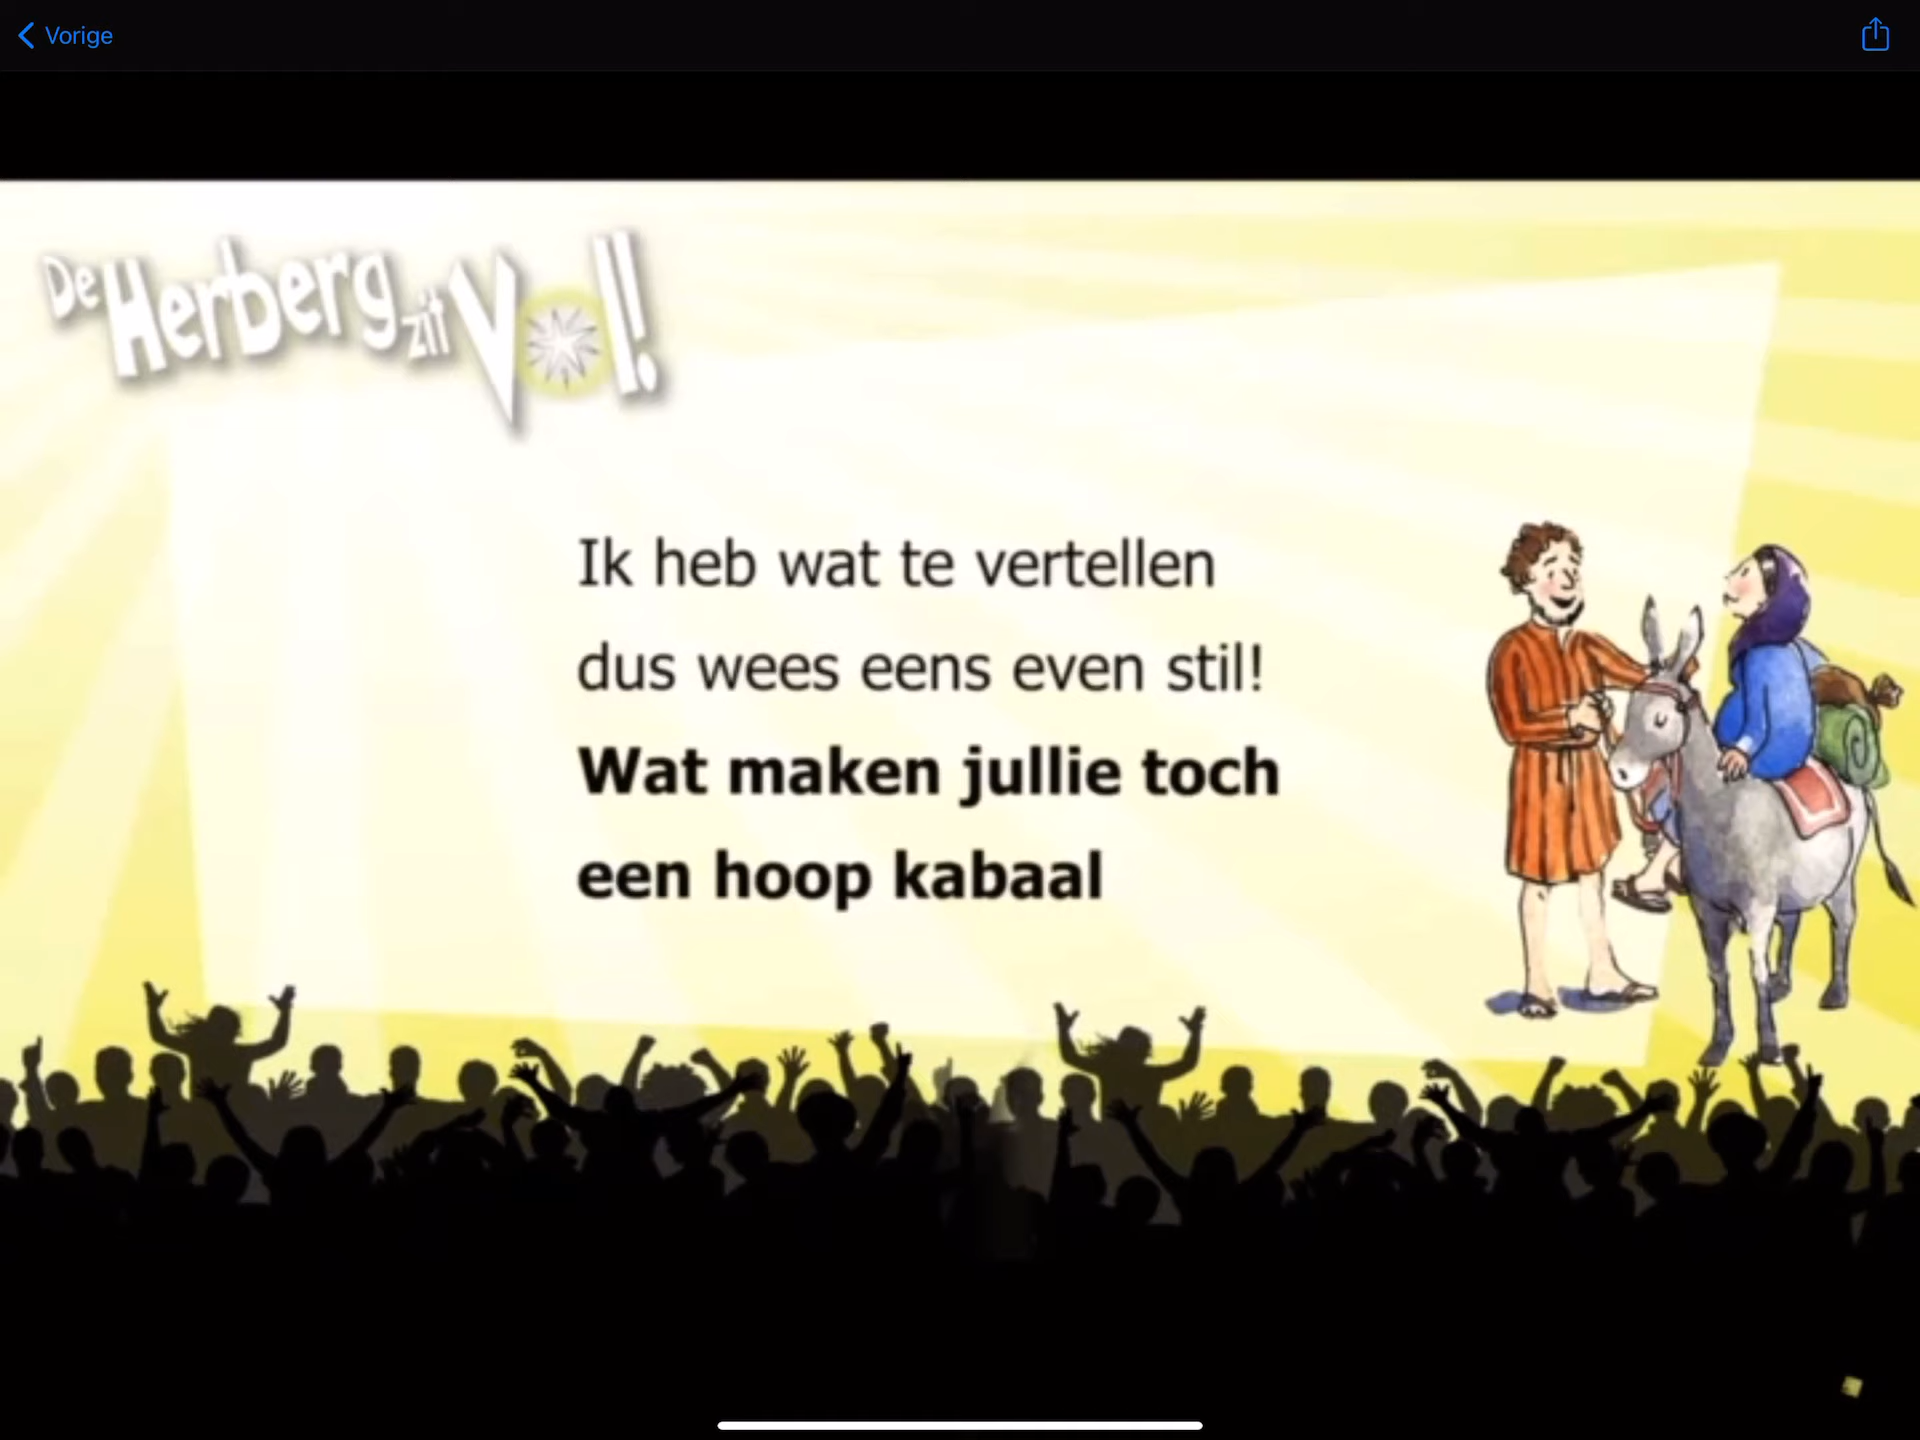 Vorige
De Herberg zit Vol!
Ik heb wat te vertellen
dus wees eens even stil!
Wat maken jullie toch
een hoop kabaal